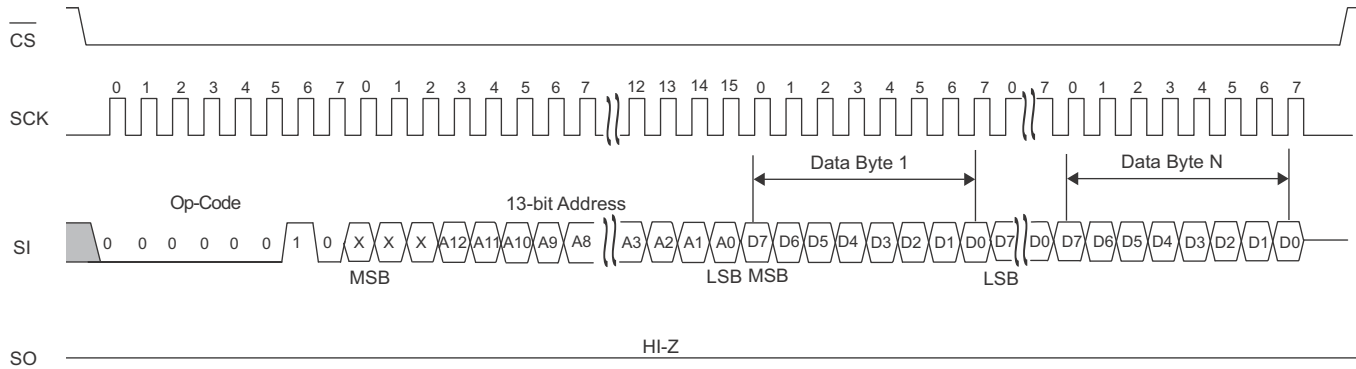 CS
0 1 2 3 4 5 6 7 0 1 2 3 4 5 6 7 12 13 14 15 0 1 2 3 4 5 6 7 0 7 0 1 2 3 4 5 6 7
SCK
Data Byte 1 Data Byte N
Op-Code 13-bit Address
SI 0 0 0 0 0 0 1 0 X X X A12 A11 A10 A9 A8 A3 A2 A1 A0 D7 D6 D5 D4 D3 D2 D1 D0 D7 D0 D7 D6 D5 D4 D3 D2 D1 D0
MSB LSB MSB LSB
HI-Z
SO